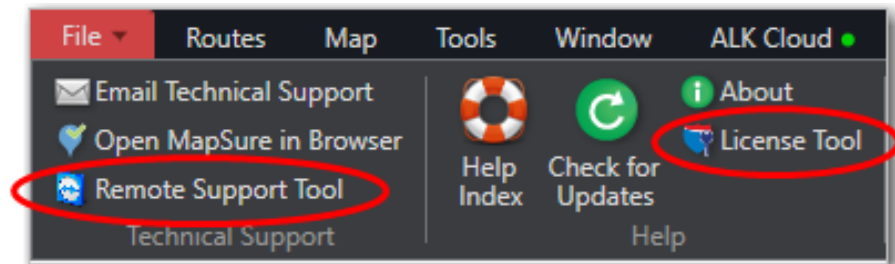 File Routes Map Tools Window ALK Cloud
Email Technical Support
Open MapSure in Browser
Remote Support Tool
Technical Support
Help
Index
Check for
Updates
About
License Tool
Help